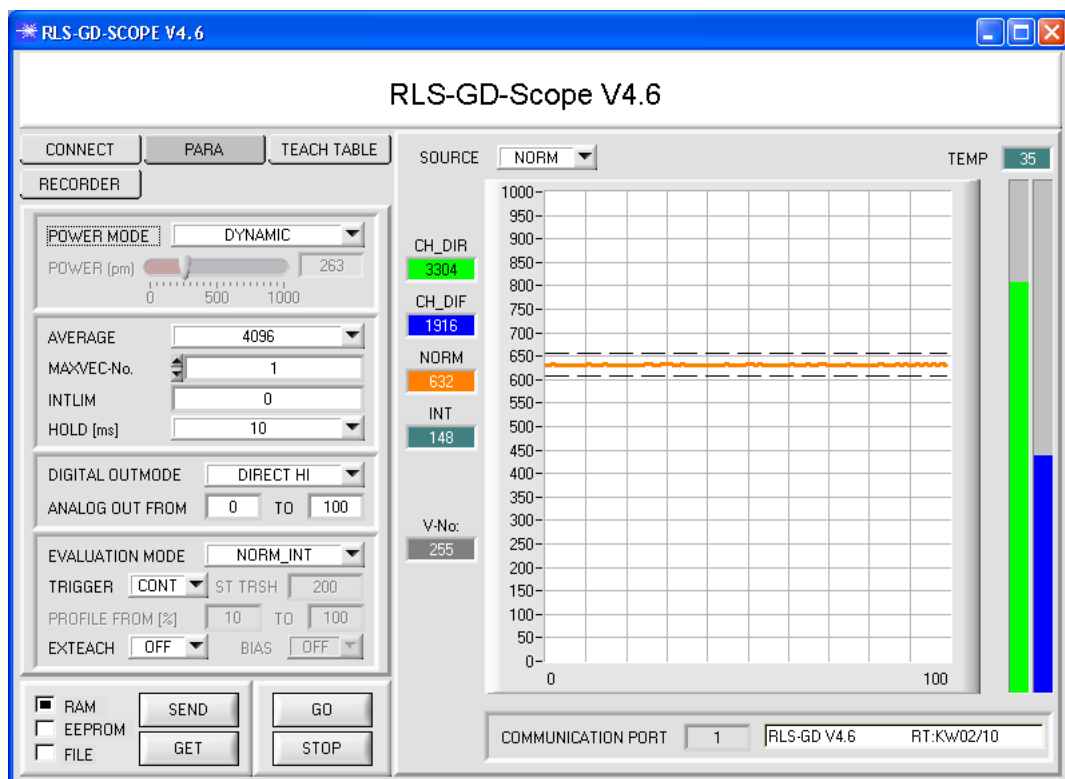 RLS-GD-SCOPE V4.6
RLS-GD-Scope V4.6
CONNECT PARA TEACH TABLE
RECORDER
POWER MODE DYNAMIC
POWER (pm) 263
0 500 1000
AVERAGE 4096
MAXVEC-No. 1
INTLIM 0
HOLD [ms] 10
DIGITAL OUTMODE DIRECT HI
ANALOG OUT FROM 0 TO 100
EVALUATION MODE NORM_INT
TRIGGER CONT ST TRSH 200
PROFILE FROM [%] 10 TO 100
EXTEACH OFF BIAS OFF
RAM
EEPROM
FILE
SEND
GET
GO
STOP
SOURCE NORM
TEMP 35
CH_DIR
3304
CH_DIF
1916
NORM
632
INT
148
V-No:
255
1000
950
900
850
800
750
700
650
600
550
500
450
400
350
300
250
200
150
100
50
0
0 100
COMMUNICATION PORT 1 RLS-GD V4.6 RT:KW02/10